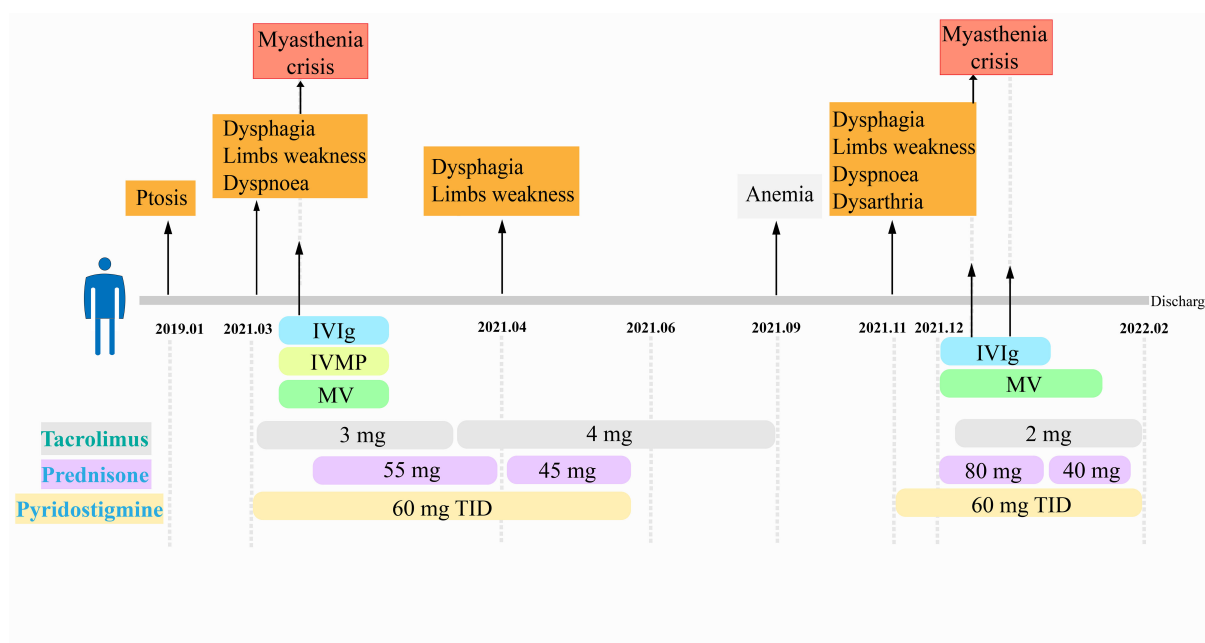 Myasthenia
crisis
Myasthenia
crisis
Dysphagia
Limbs weakness
Dyspnoea
Dysphagia
Limbs weakness
Dyspnoea
Dysarthria
Dysphagia
Limbs weakness
Ptosis
Anemia
Discharg
2019.01
2021.03
2021.04
2021.06
2021.09
2021.11
2021.12
2022.02
IVIg
IVMP
MV
IVIg
MV
Tacrolimus
3 mg
4 mg
2 mg
Prednisone
55 mg
45 mg
80 mg
40 mg
Pyridostigmine
60 mg TID
60 mg TID